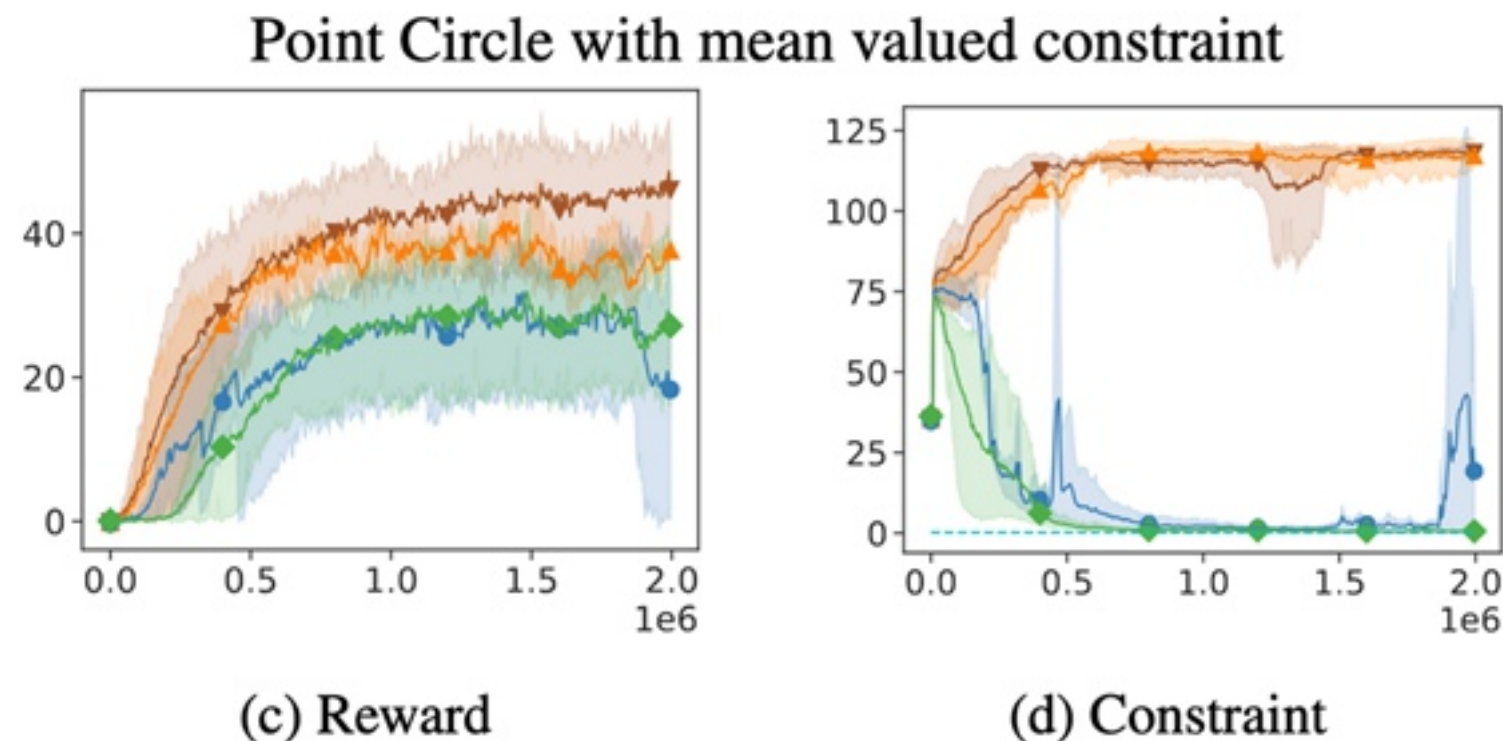 Point Circle with mean valued constraint
40
20
0
0.0 0.5 1.0 1.5 2.0
1e6
(c) Reward
125
100
75
50
25
0
0.0 0.5 1.0 1.5 2.0
1e6
(d) Constraint